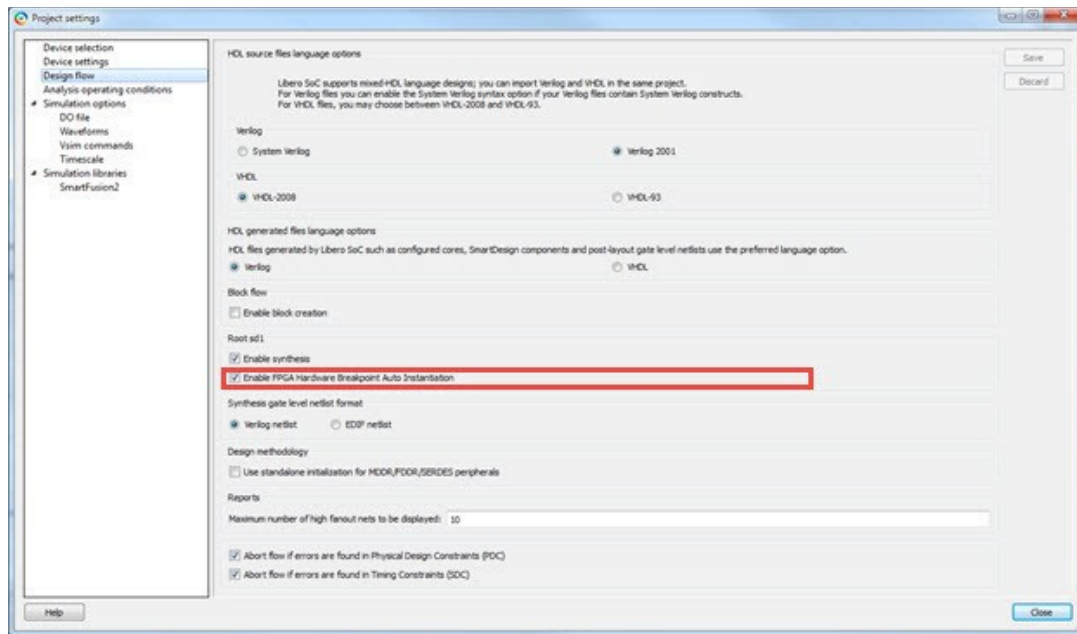 Project settings
Device selection
Device settings
Design flow
Analysis operating conditions
Simulation options
DO file
Waveforms
Vsim commands
Timescale
Simulation libraries
SmartFusion2
HDL source files language options
Libero SoC supports mixed-HDL language designs; you can import Verilog and VHDL in the same project.
For Verilog files you can enable the System Verilog syntax option if your Verilog files contain System Verilog constructs.
For VHDL files, you may choose between VHDL-2008 and VHDL-93.
Verilog
System Verilog Verilog 2001
VHDL
VHDL-2008 VHDL-93
HDL generated files language options
HDL files generated by Libero SoC such as configured cores, SmartDesign components and post-layout gate level netlists use the preferred language option.
Verilog VHDL
Block flow
Enable block creation
Root sd1
Enable synthesis
Enable FPGA Hardware Breakpoint Auto Instantiation
Synthesis gate level netlist format
Verilog netlist EDIF netlist
Design methodology
Use standalone initialization for MDDR/FDDR/SERDES peripherals
Reports
Maximum number of high fanout nets to be displayed: 10
Abort flow if errors are found in Physical Design Constraints (PDC)
Abort flow if errors are found in Timing Constraints (SDC)
Save
Discard
Help Close